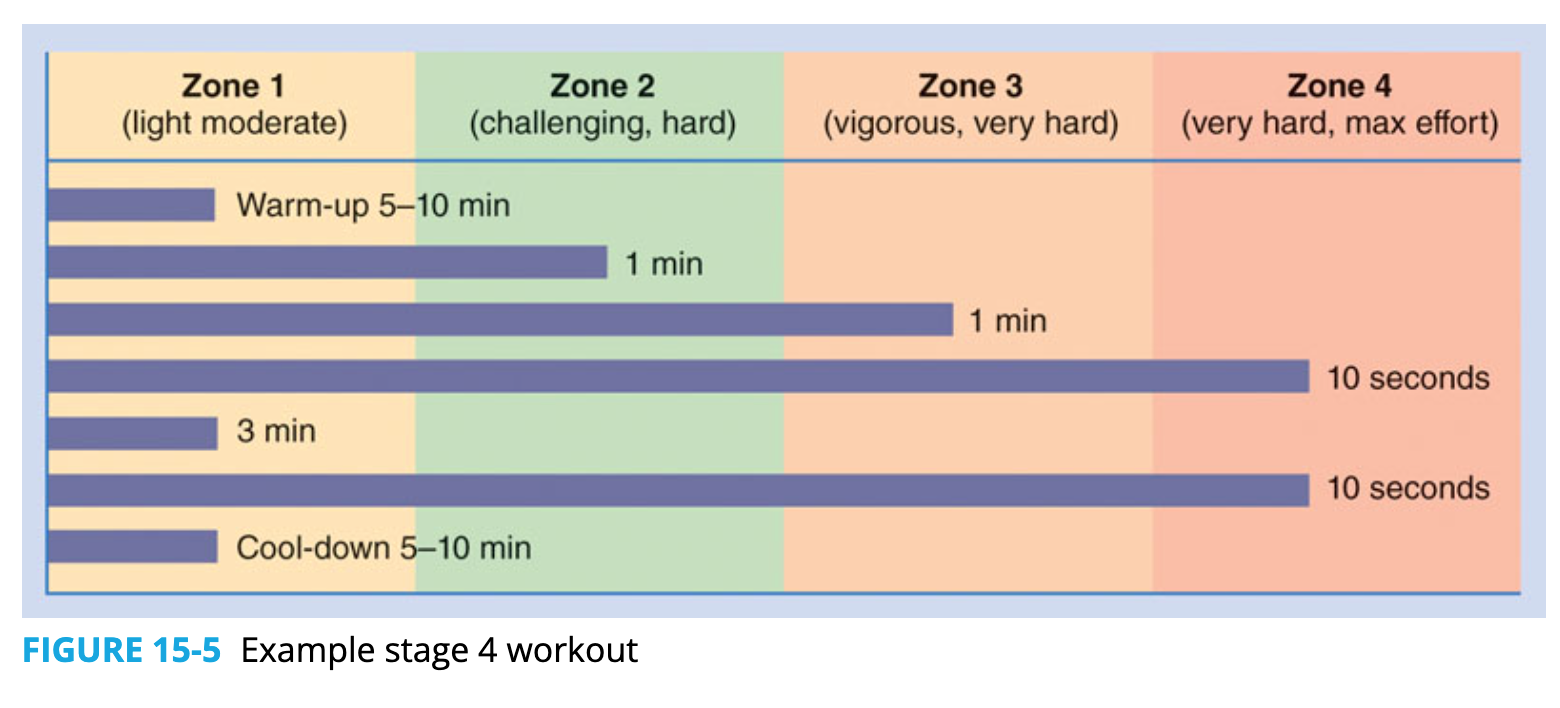 Zone 1
(light moderate)
Zone 2
(challenging, hard)
Zone 3
(vigorous, very hard)
Zone 4
(very hard, max effort)
Warm-up 5–10 min
1 min
1 min
10 seconds
3 min
10 seconds
Cool-down 5–10 min
FIGURE 15-5 Example stage 4 workout